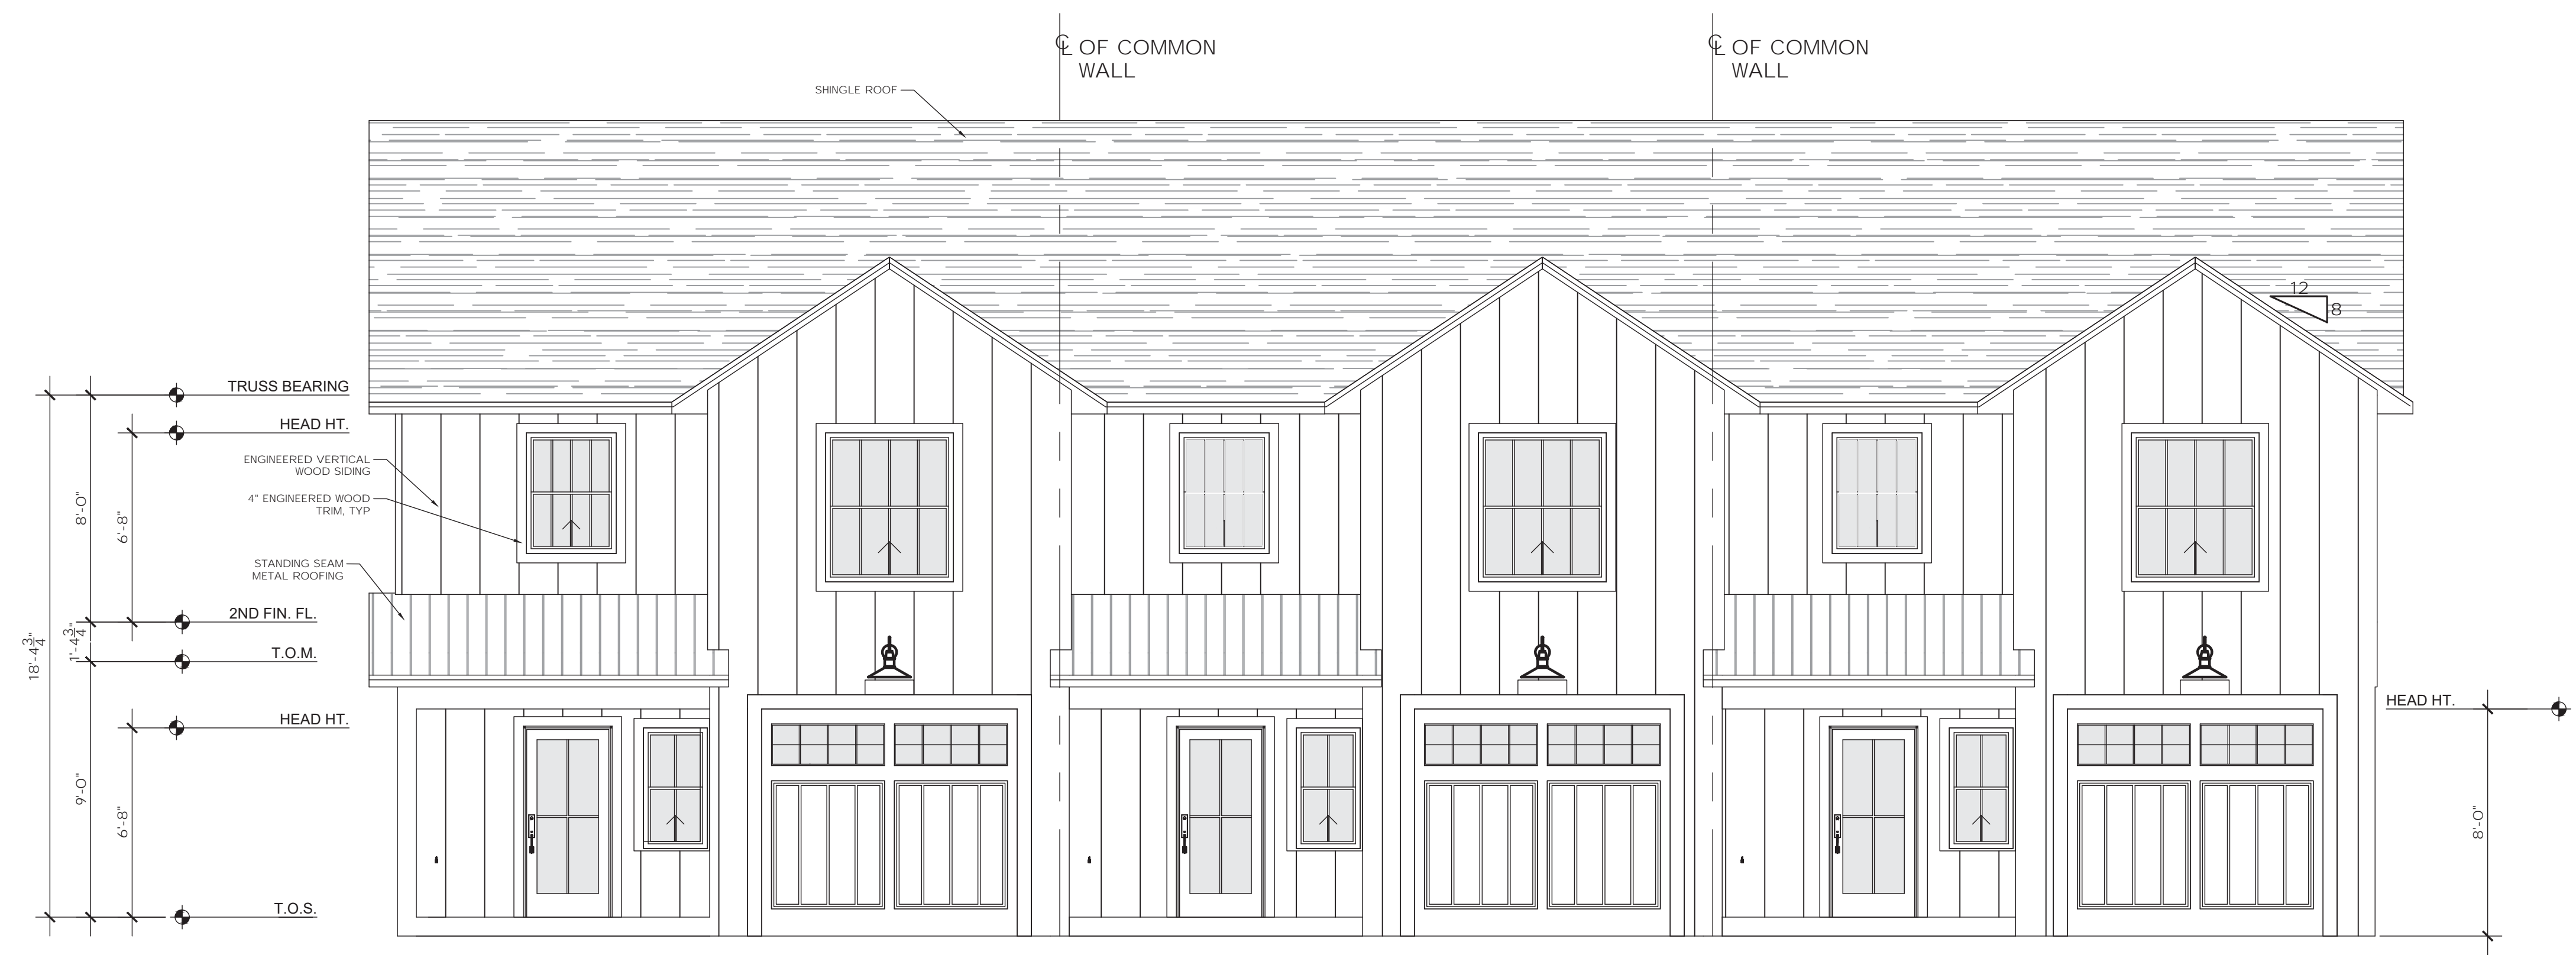 ℄ OF COMMON
WALL
℄ OF COMMON
WALL
SHINGLE ROOF
12
8
TRUSS BEARING
HEAD HT.
ENGINEERED VERTICAL
WOOD SIDING
4" ENGINEERED WOOD
TRIM, TYP
STANDING SEAM
METAL ROOFING
2ND FIN. FL.
T.O.M.
HEAD HT.
T.O.S.
18'-4 3/4"
8'-0"
1'-4 3/4"
9'-0"
6'-8"
6'-8"
HEAD HT.
8'-0"